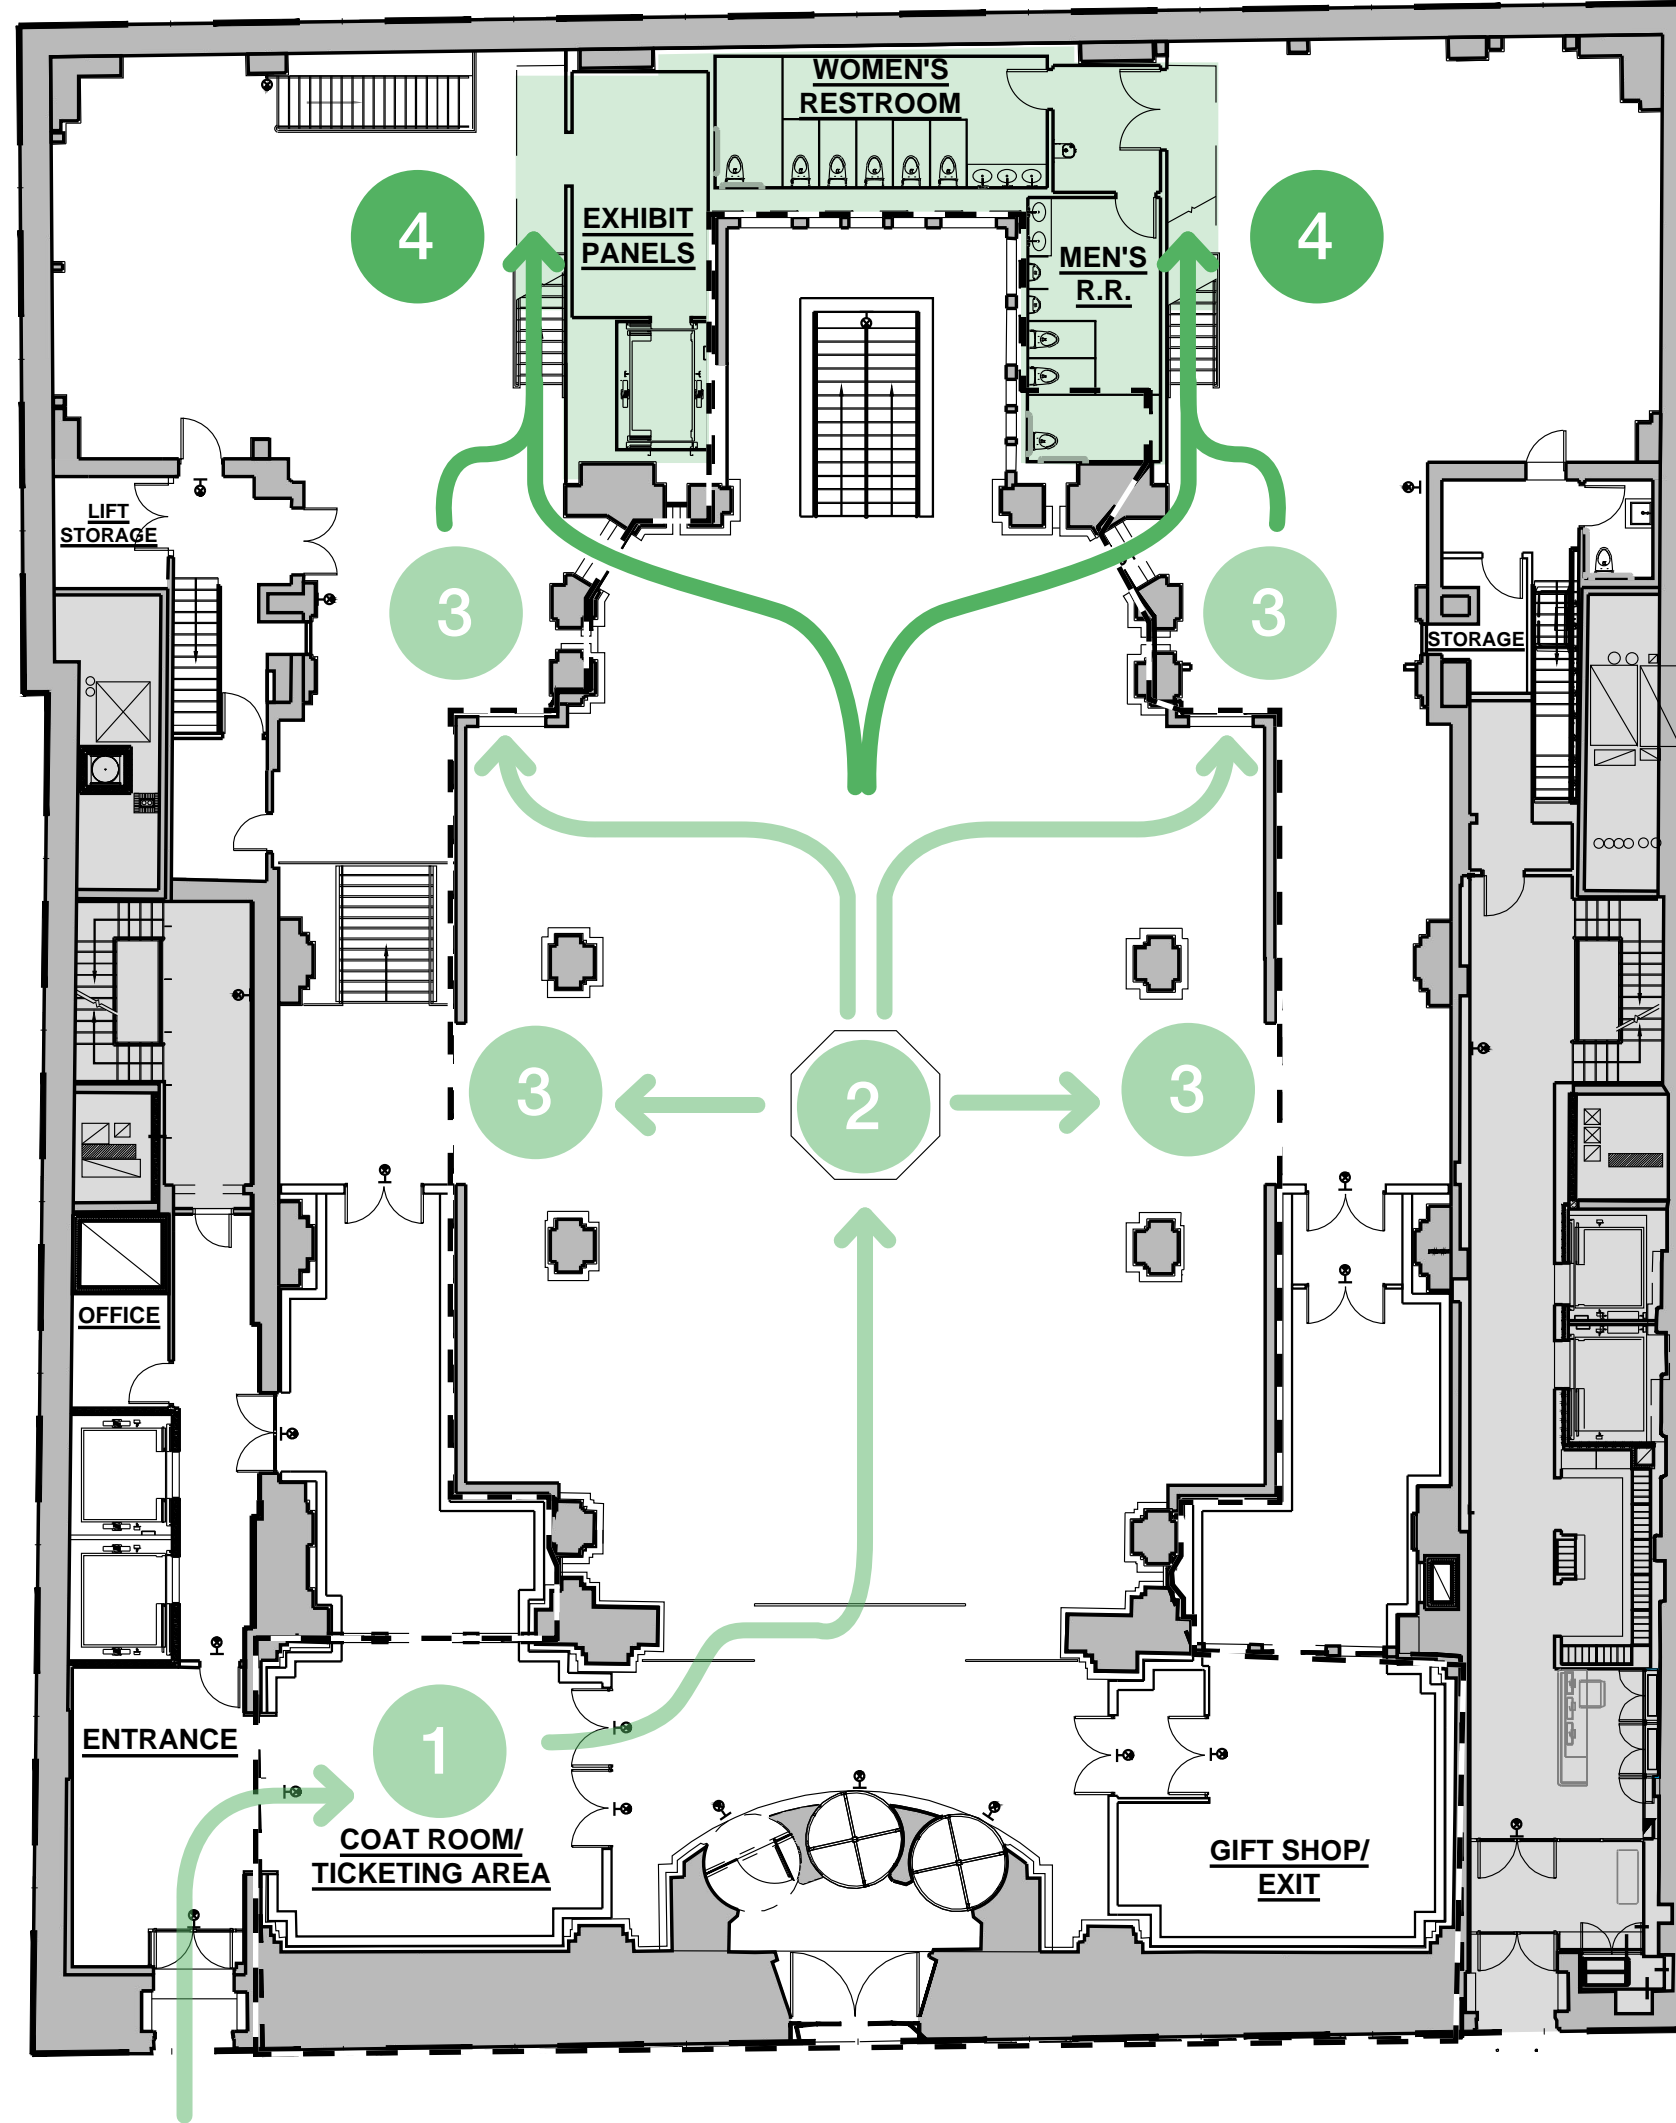 WOMEN'S
RESTROOM
4
EXHIBIT
PANELS
MEN'S
R.R.
4
LIFT
STORAGE
3
3
STORAGE
3
2
3
OFFICE
ENTRANCE
1
COAT ROOM/
TICKETING AREA
GIFT SHOP/
EXIT